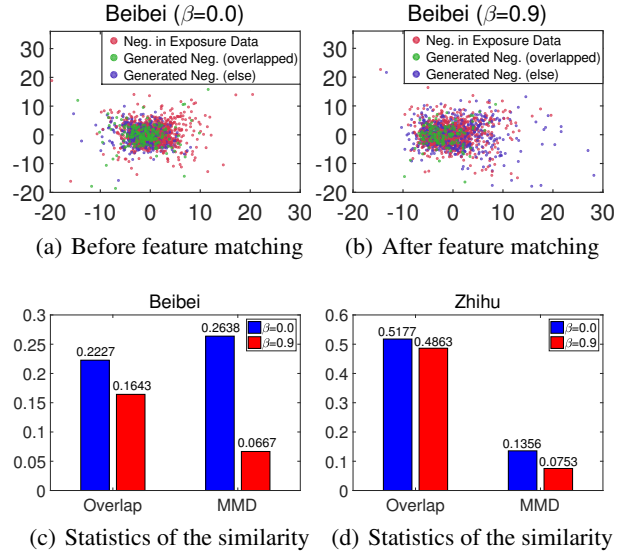 Beibei (β=0.0)
Neg. in Exposure Data
Generated Neg. (overlapped)
Generated Neg. (else)
30
20
10
0
-10
-20
-20 -10 0 10 20 30
(a) Before feature matching
Beibei (β=0.9)
Neg. in Exposure Data
Generated Neg. (overlapped)
Generated Neg. (else)
30
20
10
0
-10
-20
-20 -10 0 10 20 30
(b) After feature matching
Beibei
β=0.0
β=0.9
0.3
0.25
0.2
0.15
0.1
0.05
0
0.2227
0.1643
0.2638
0.0667
Overlap MMD
(c) Statistics of the similarity
Zhihu
β=0.0
β=0.9
0.6
0.5
0.4
0.3
0.2
0.1
0
0.5177
0.4863
0.1356
0.0753
Overlap MMD
(d) Statistics of the similarity